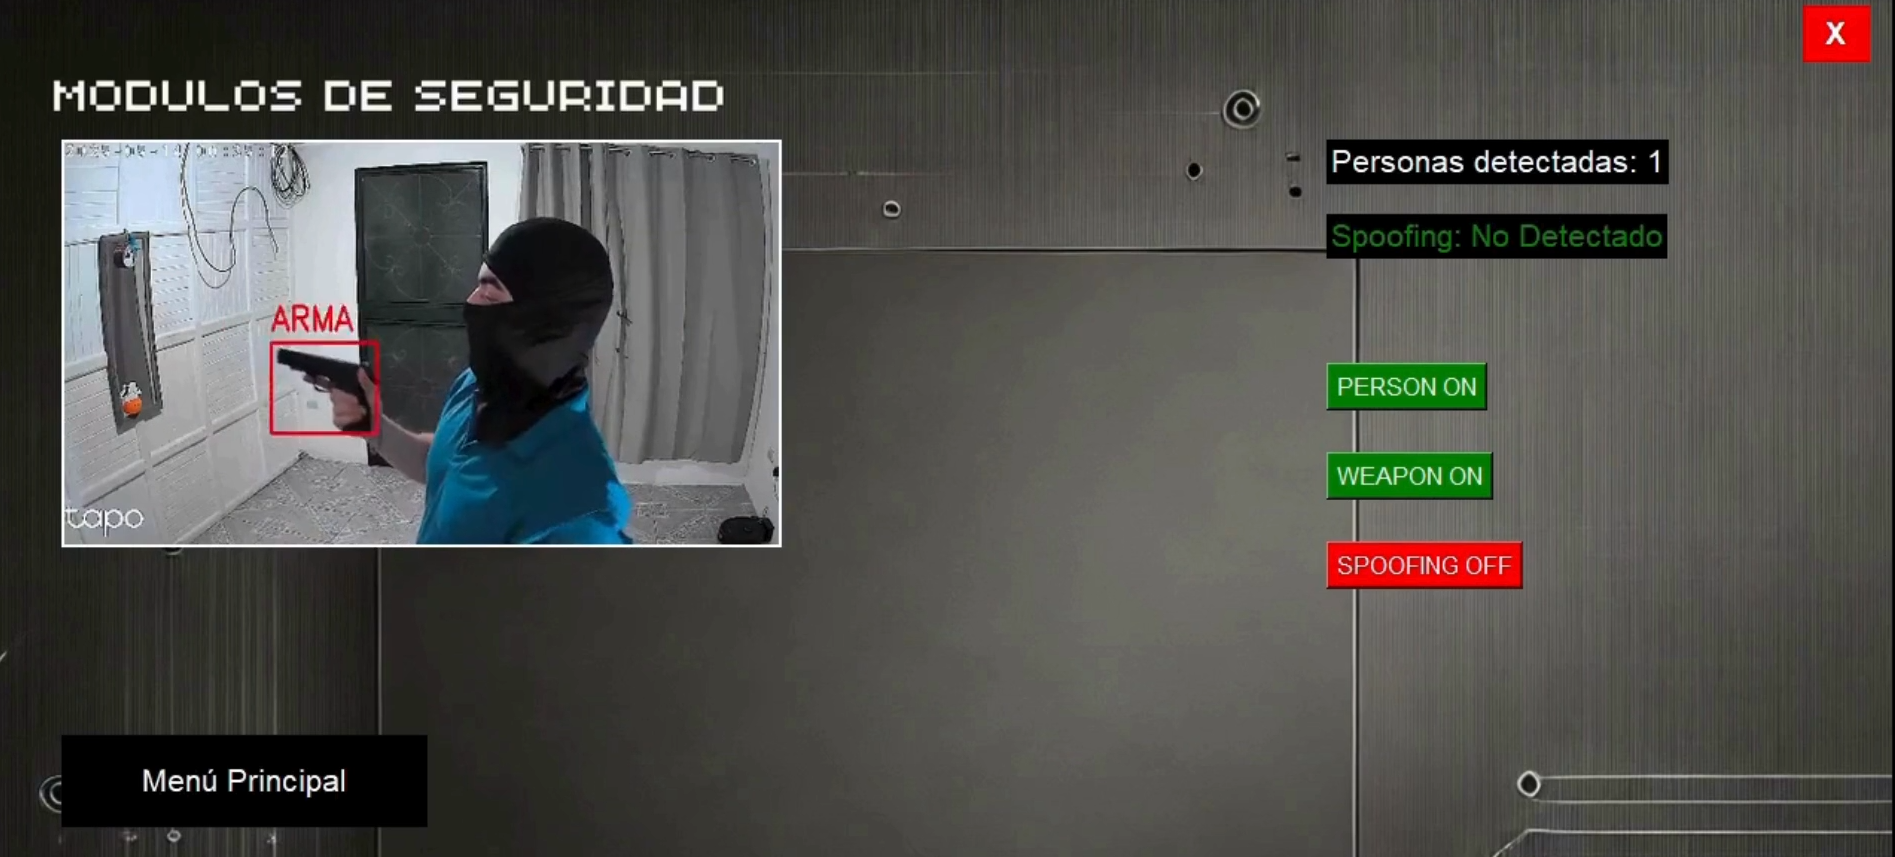 X
MODULOS DE SEGURIDAD
Personas detectadas: 1
Spoofing: No Detectado
ARMA
PERSON ON
WEAPON ON
tapo
SPOOFING OFF
Menú Principal